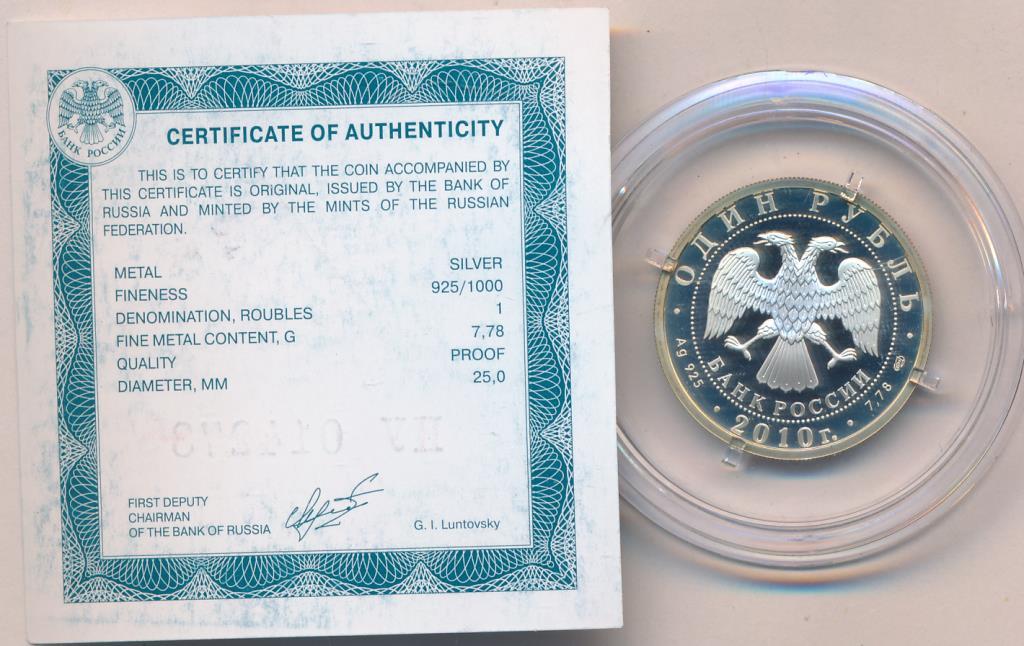 БАНК РОССИИ
CERTIFICATE OF AUTHENTICITY
THIS IS TO CERTIFY THAT THE COIN ACCOMPANIED BY
THIS CERTIFICATE IS ORIGINAL, ISSUED BY THE BANK OF
RUSSIA AND MINTED BY THE MINTS OF THE RUSSIAN
FEDERATION.
METAL SILVER
FINENESS 925/1000
DENOMINATION, ROUBLES 1
FINE METAL CONTENT, G 7,78
QUALITY PROOF
DIAMETER, MM 25,0
FIRST DEPUTY
CHAIRMAN
OF THE BANK OF RUSSIA
G. I. Luntovsky
ОДИН РУБЛЬ
Ag 925
БАНК РОССИИ
7,78
2010 г.